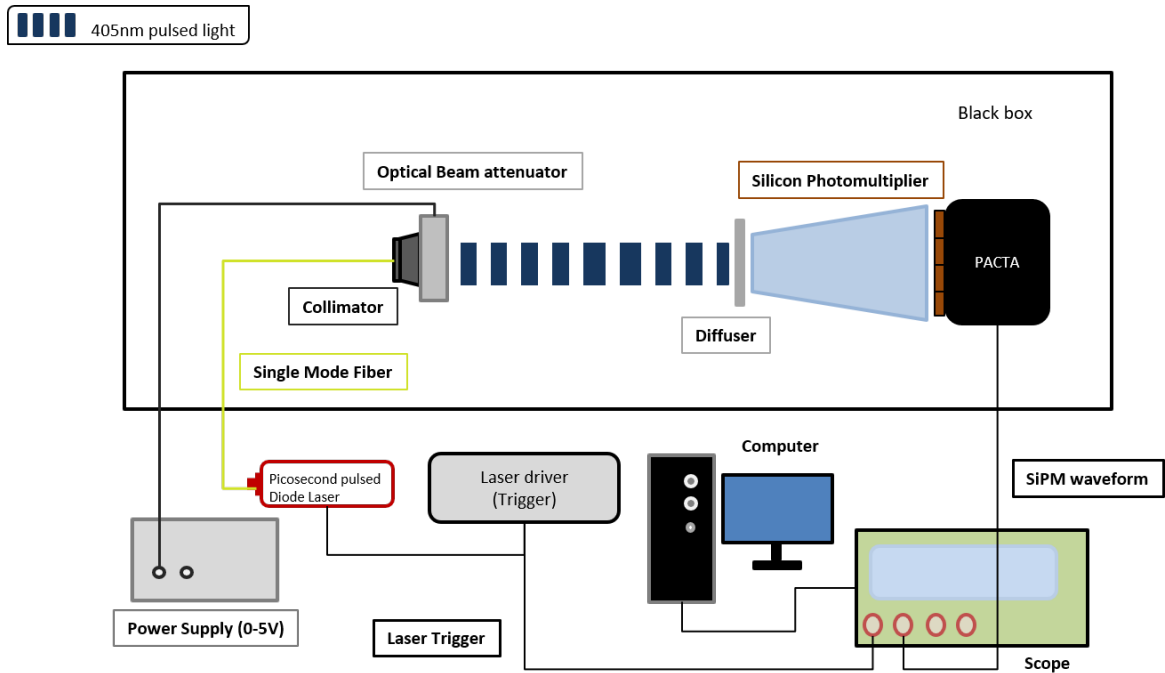 405nm pulsed light
Black box
Optical Beam attenuator
Silicon Photomultiplier
PACTA
Collimator
Diffuser
Single Mode Fiber
Computer
Picosecond pulsed
Diode Laser
Laser driver
(Trigger)
SiPM waveform
Power Supply (0-5V)
Laser Trigger
Scope